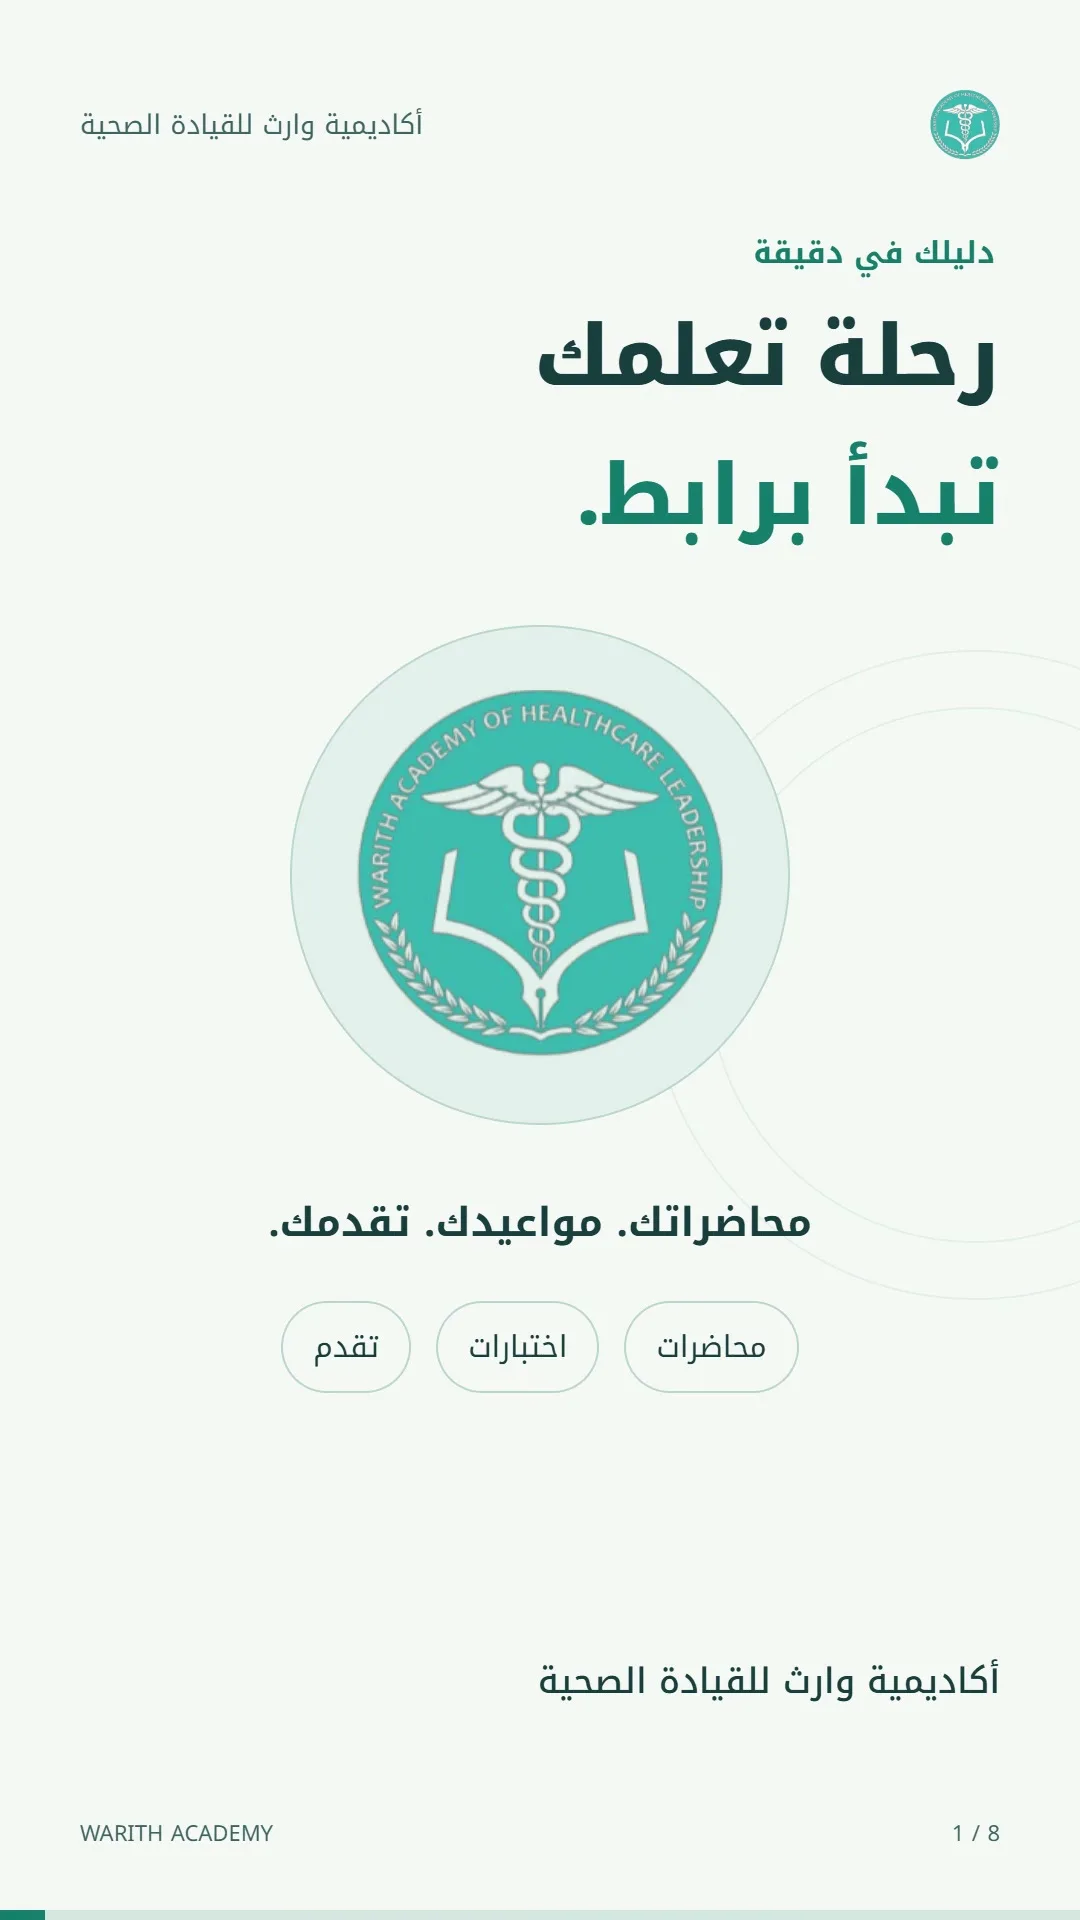 أكاديمية وارث للقيادة الصحية
دليلك في دقيقة
رحلة تعلمك
تبدأ برابط.
WARITH ACADEMY OF HEALTHCARE LEADERSHIP
محاضراتك. مواعيدك. تقدمك.
محاضرات
اختبارات
تقدم
أكاديمية وارث للقيادة الصحية
WARITH ACADEMY
1 / 8